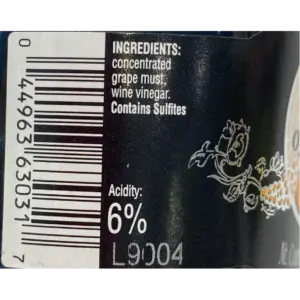 INGREDIENTS:
concentrated
grape must,
wine vinegar.
Contains Sulfites
Acidity:
6%
L9004
0 44963 63031 7